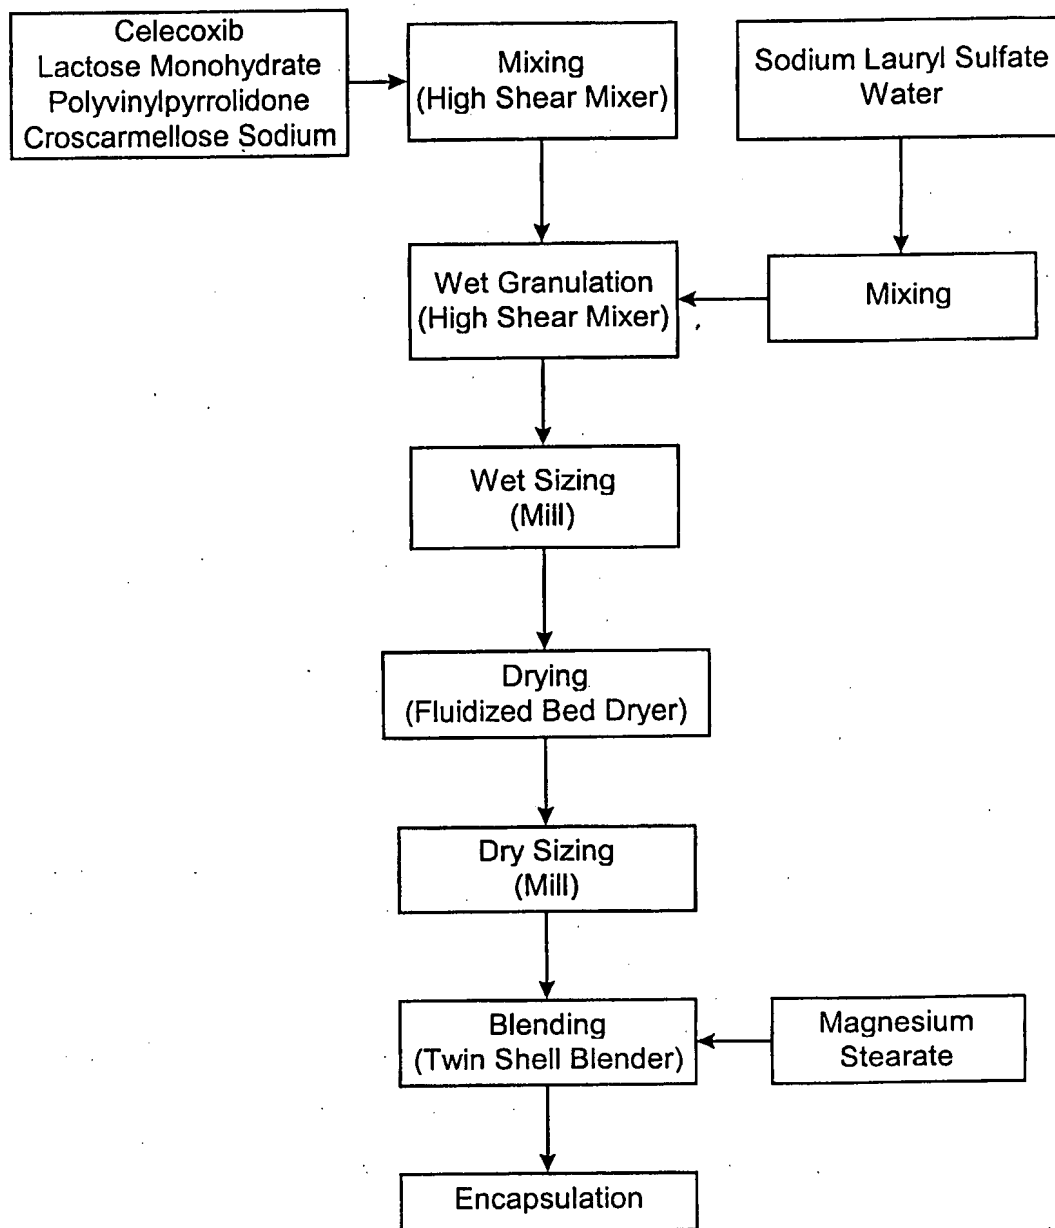 Celecoxib
Lactose Monohydrate
Polyvinylpyrrolidone
Croscarmellose Sodium
Mixing
(High Shear Mixer)
Sodium Lauryl Sulfate
Water
Wet Granulation
(High Shear Mixer)
Mixing
Wet Sizing
(Mill)
Drying
(Fluidized Bed Dryer)
Dry Sizing
(Mill)
Blending
(Twin Shell Blender)
Magnesium
Stearate
Encapsulation